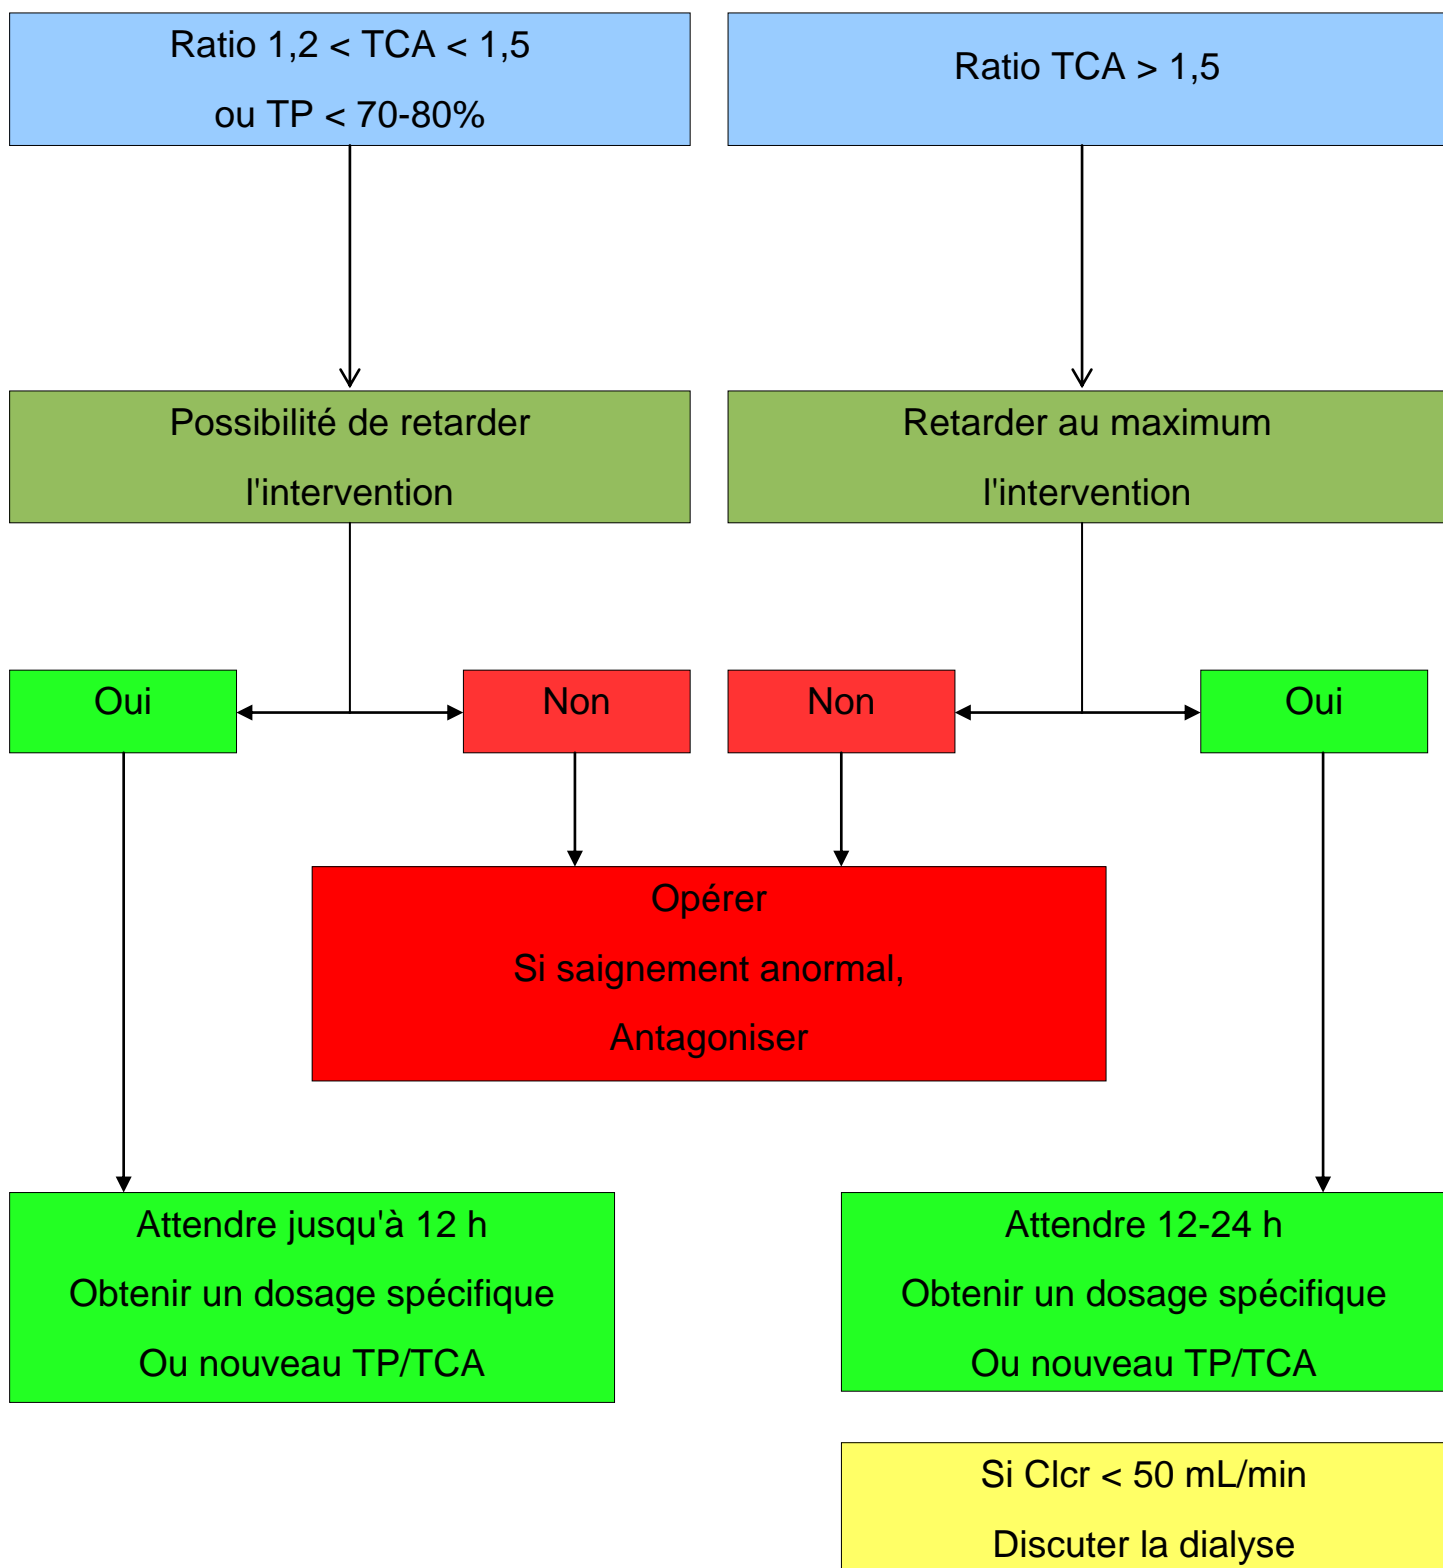 Ratio 1,2 < TCA < 1,5
ou TP < 70-80%
Ratio TCA > 1,5
Possibilité de retarder
l'intervention
Retarder au maximum
l'intervention
Oui
Non
Non
Oui
Opérer
Si saignement anormal,
Antagoniser
Attendre jusqu'à 12 h
Obtenir un dosage spécifique
Ou nouveau TP/TCA
Attendre 12-24 h
Obtenir un dosage spécifique
Ou nouveau TP/TCA
Si Clcr < 50 mL/min
Discuter la dialyse